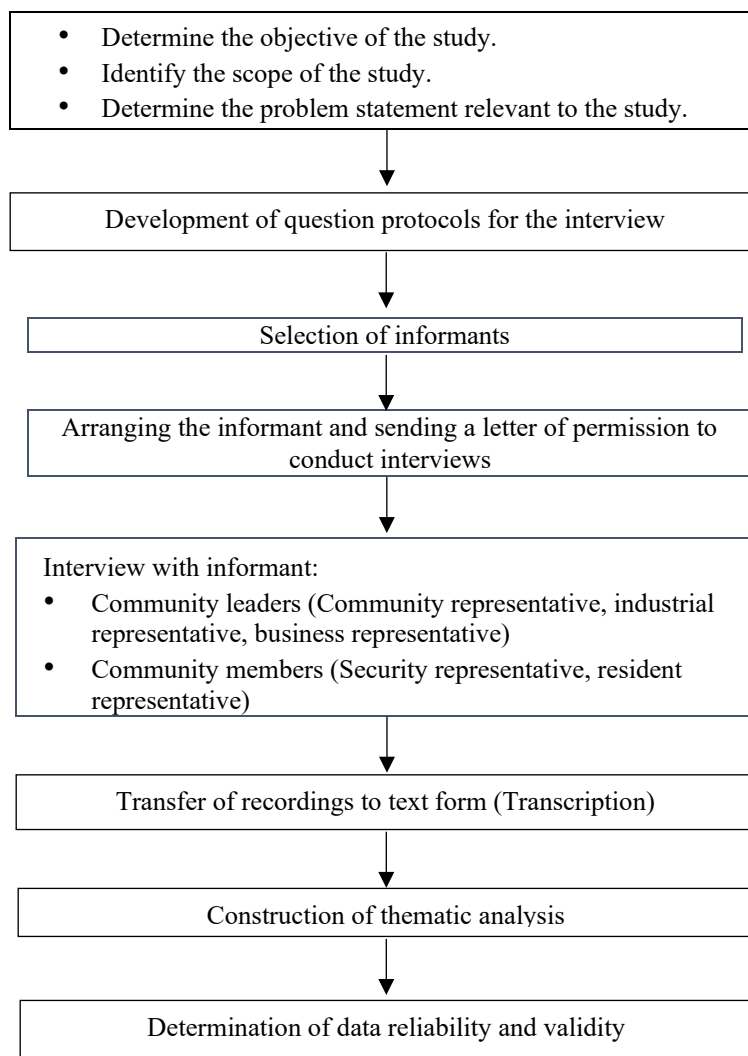 • Determine the objective of the study.
• Identify the scope of the study.
• Determine the problem statement relevant to the study.
Development of question protocols for the interview
Selection of informants
Arranging the informant and sending a letter of permission to
conduct interviews
Interview with informant:
• Community leaders (Community representative, industrial
representative, business representative)
• Community members (Security representative, resident
representative)
Transfer of recordings to text form (Transcription)
Construction of thematic analysis
Determination of data reliability and validity